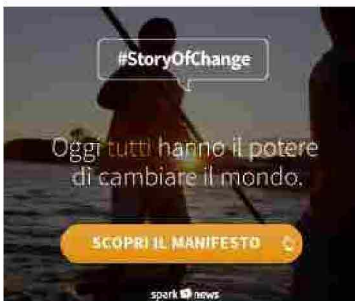 #StoryOfChange
Oggi tutti hanno il potere
di cambiare il mondo.
SCOPRI IL MANIFESTO
spark news